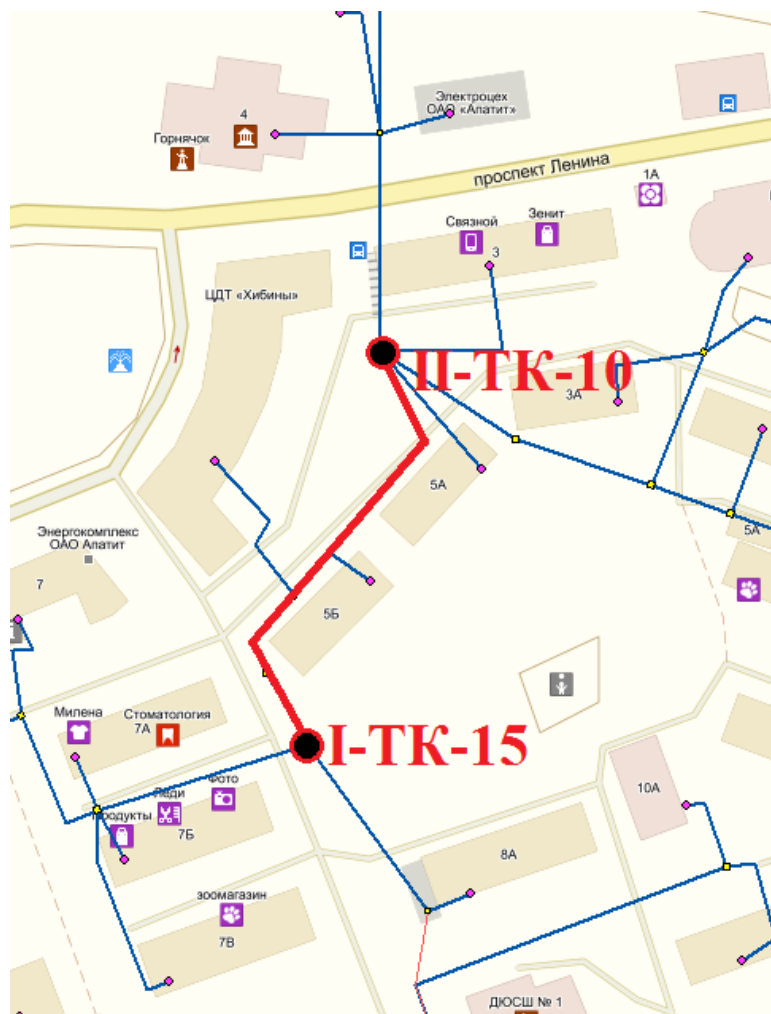 Электроцех
ОАО «Апатит»
4
Горнячок
проспект Ленина
1А
Связной
Зенит
3
ЦДТ «Хибины»
II-ТК-10
3А
5А
5А
Энергокомплекс
ОАО Апатит
7
5Б
Милена
Стоматология
7А
I-ТК-15
Леди
Фото
Продукты
7Б
10А
8А
зоомагазин
7В
ДЮСШ № 1